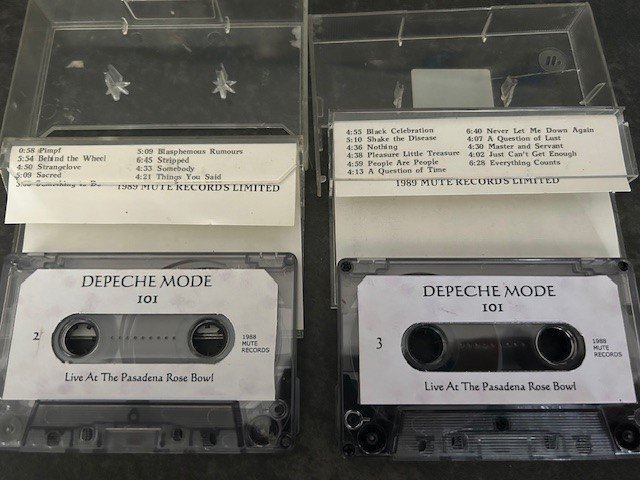 0:58 Pimpf
5:54 Behind the Wheel
4:50 Strangelove
5:09 Sacred
Something to Do
5:09 Blasphemous Rumours
6:45 Stripped
4:33 Somebody
4:21 Things You Said
1989 MUTE RECORDS LIMITED
4:55 Black Celebration
5:10 Shake the Disease
4:36 Nothing
4:38 Pleasure Little Treasure
4:59 People Are People
4:13 A Question of Time
6:40 Never Let Me Down Again
4:07 A Question of Lust
4:30 Master and Servant
4:02 Just Can't Get Enough
6:28 Everything Counts
1989 MUTE RECORDS LIMITED
DEPECHE MODE
101
2
1988
MUTE
RECORDS
Live At The Pasadena Rose Bowl
DEPECHE MODE
101
3
1988
MUTE
RECORDS
Live At The Pasadena Rose Bowl